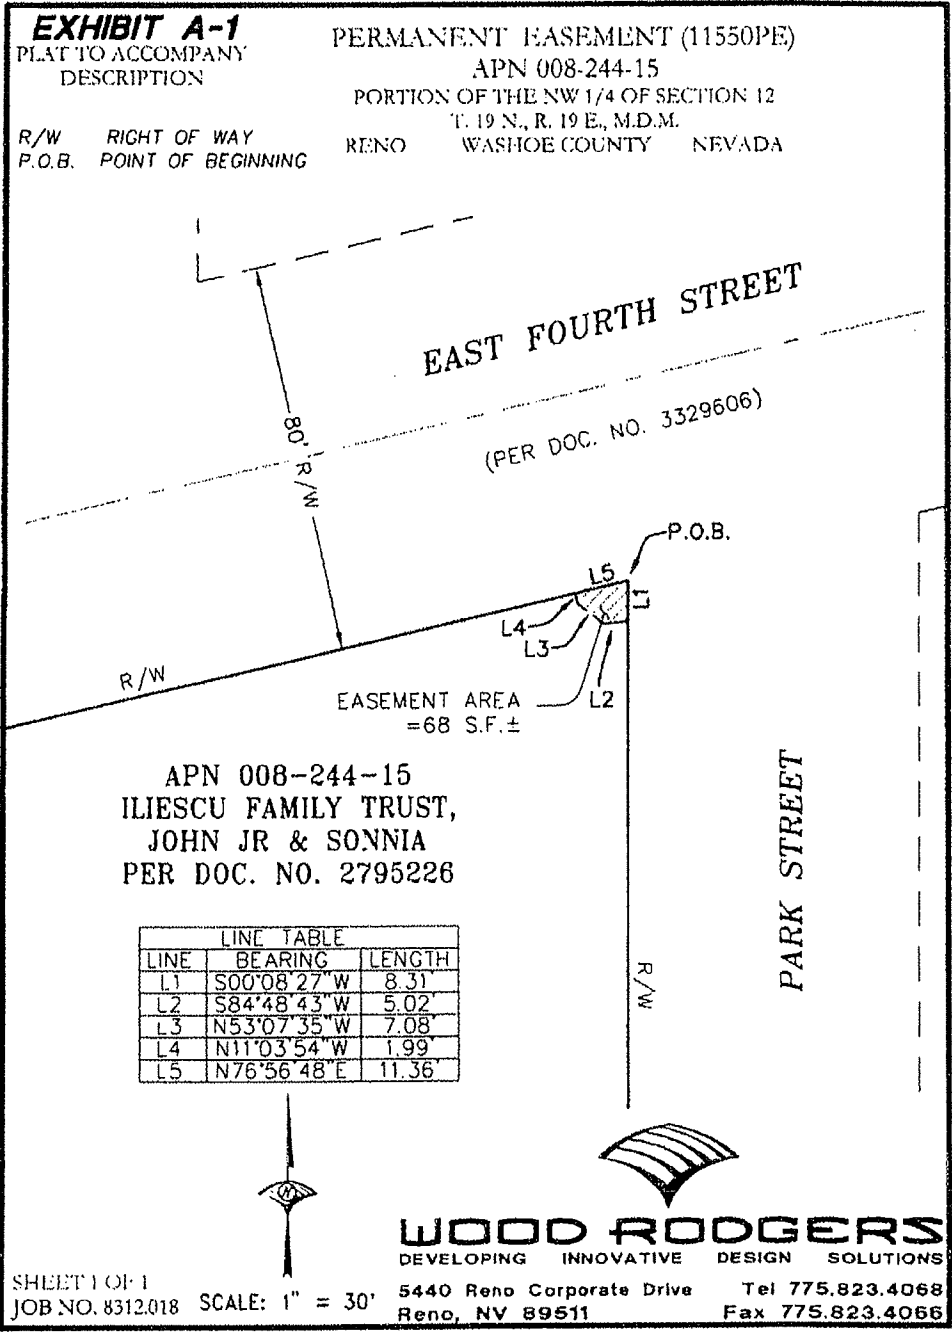 EXHIBIT A-1
PLAT TO ACCOMPANY
DESCRIPTION
PERMANENT EASEMENT (11550PE)
APN 008-244-15
PORTION OF THE NW 1/4 OF SECTION 12
T. 19 N., R. 19 E., M.D.M.
RENO WASHOE COUNTY NEVADA
R/W RIGHT OF WAY
P.O.B. POINT OF BEGINNING
EAST FOURTH STREET
(PER DOC. NO. 3329606)
80' R/W
P.O.B.
L5
L1
L4
L3
L2
R/W
EASEMENT AREA
=68 S.F.±
APN 008-244-15
ILIESCU FAMILY TRUST,
JOHN JR & SONNIA
PER DOC. NO. 2795226
PARK STREET
R/W
LINE TABLE
LINE BEARING LENGTH
L1 S00°08'27"W 8.31'
L2 S84°48'43"W 5.02'
L3 N53°07'35"W 7.08'
L4 N11°03'54"W 1.99'
L5 N76°56'48"E 11.36'
N
WOOD RODGERS
DEVELOPING INNOVATIVE DESIGN SOLUTIONS
5440 Reno Corporate Drive Tel 775.823.4068
Reno, NV 89511 Fax 775.823.4066
SHEET 1 OF 1
JOB NO. 8312.018 SCALE: 1" = 30'